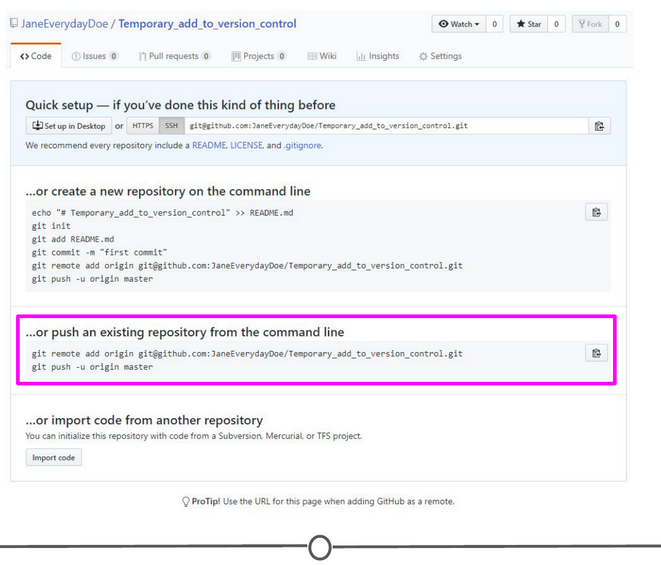 JaneEverydayDoe / Temporary_add_to_version_control
Watch 0 Star 0 Fork 0
Code Issues 0 Pull requests 0 Projects 0 Wiki Insights Settings
Quick setup — if you've done this kind of thing before
Set up in Desktop or HTTPS SSH git@github.com:JaneEverydayDoe/Temporary_add_to_version_control.git
We recommend every repository include a README, LICENSE, and .gitignore.
...or create a new repository on the command line
echo "# Temporary_add_to_version_control" >> README.md
git init
git add README.md
git commit -m "first commit"
git remote add origin git@github.com:JaneEverydayDoe/Temporary_add_to_version_control.git
git push -u origin master
...or push an existing repository from the command line
git remote add origin git@github.com:JaneEverydayDoe/Temporary_add_to_version_control.git
git push -u origin master
...or import code from another repository
You can initialize this repository with code from a Subversion, Mercurial, or TFS project.
Import code
ProTip! Use the URL for this page when adding GitHub as a remote.